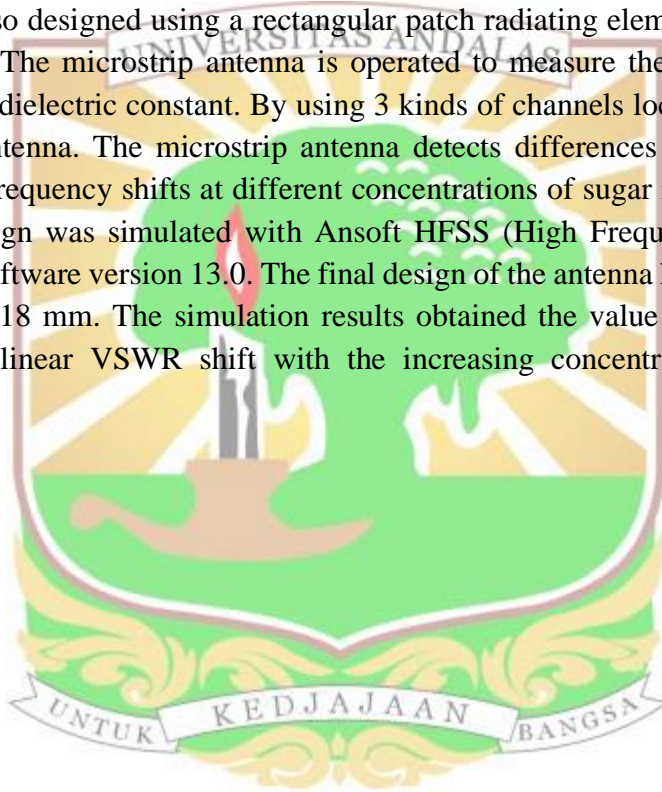 so designed using a rectangular patch radiating elem
UNIVERSITAS ANDALAS
The microstrip antenna is operated to measure the
dielectric constant. By using 3 kinds of channels loc
tenna. The microstrip antenna detects differences
requency shifts at different concentrations of sugar
gn was simulated with Ansoft HFSS (High Frequ
ftware version 13.0. The final design of the antenna
18 mm. The simulation results obtained the value
linear VSWR shift with the increasing concentr
UNTUK KEDJAJAAN BANGSA